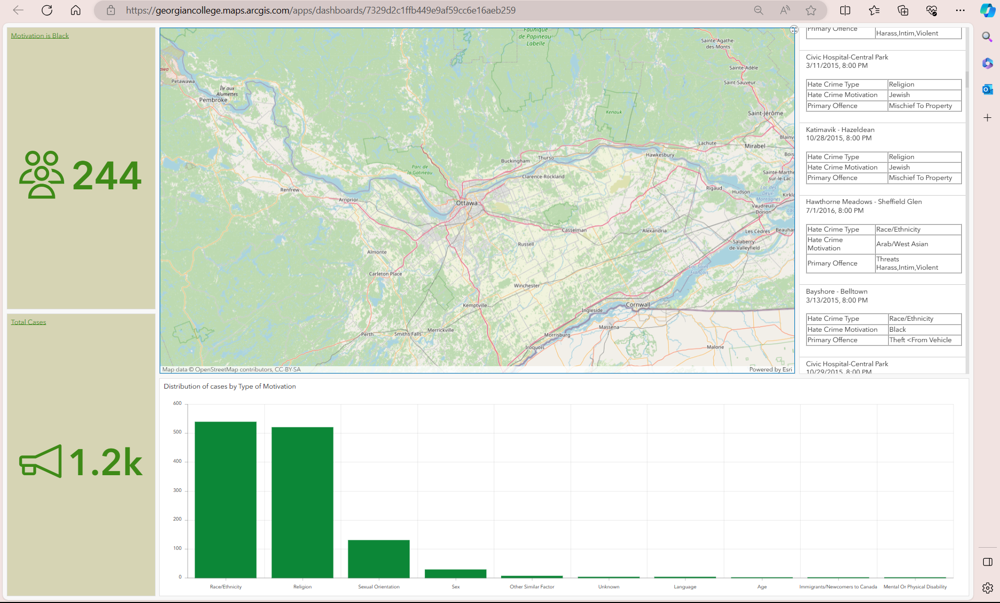 https://georgiancollege.maps.arcgis.com/apps/dashboards/7329d2c1ffb449e9af59cc6e16aeb259
Motivation is Black
244
Total Cases
1.2k
Faunique
de Papineau-
Labelle
Sainte-Agathe-
des-Monts
Sainte-Adèle
Saint-Sauveur
Petawawa
Île aux
Allumettes
Pembroke
Kenauk
Saint-Jérôme
Lachute
Mirabel
Blainv
Bois
Buckingham
Thurso
Hawkesbury
Parc de
la Gatineau
Clarence-Rockland
Sainte-Marthe
sur-le-Lac
Renfrew
Arnprior
Ottawa
Rigaud
Hudson
Lac des
Deux-
Montagnes
Kirkla
Vaudreuil-
Dorion
Casselman
Alexandria
Les Cèdres
Beauhar
Russell
Salaberry-
de-Valleyfield
Almonte
Lac Saint-
François
Carleton Place
Winchester
Kemptville
Cornwall
Ingleside
Massena
Perth
Smiths Falls
Merrickville
Morrisburg
Iroquois
Malone
Map data © OpenStreetMap contributors, CC-BY-SA
Powered by Esri
Primary Offence
Harass,Intim,Violent
Civic Hospital-Central Park
3/11/2015, 8:00 PM
Hate Crime Type Religion
Hate Crime Motivation Jewish
Primary Offence Mischief To Property
Katimavik - Hazeldean
10/28/2015, 8:00 PM
Hate Crime Type Religion
Hate Crime Motivation Jewish
Primary Offence Mischief To Property
Hawthorne Meadows - Sheffield Glen
7/1/2016, 8:00 PM
Hate Crime Type Race/Ethnicity
Hate Crime
Motivation Arab/West Asian
Primary Offence Threats
Harass,Intim,Violent
Bayshore - Belltown
3/13/2015, 8:00 PM
Hate Crime Type Race/Ethnicity
Hate Crime Motivation Black
Primary Offence Theft <From Vehicle
Civic Hospital-Central Park
10/29/2015, 8:00 PM
Distribution of cases by Type of Motivation
600
500
400
300
200
100
0
Race/Ethnicity Religion Sexual Orientation Sex Other Similar Factor Unknown Language Age Immigrants/Newcomers to Canada Mental Or Physical Disability